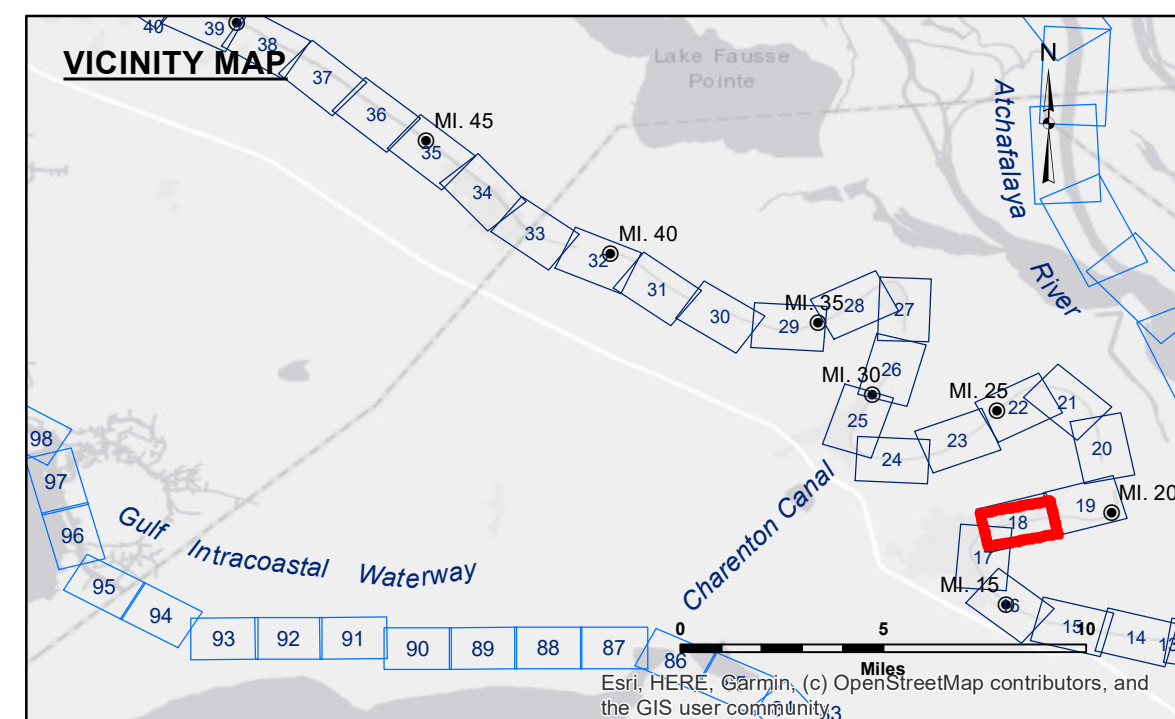 VICINITY MAP
40
39
38
37
36
MI. 45
35
34
33
MI. 40
32
31
30
MI. 35
29
28
27
MI. 30
26
25
24
23
MI. 25
22
21
20
MI. 20
19
18
17
MI. 15
16
15
14
Lake Fausse
Pointe
N
Atchafalaya
River
Charenton Canal
Gulf Intracoastal Waterway
98
97
96
95
94
93
92
91
90
89
88
87
86
0 5 10
Miles
Esri, HERE, Garmin, (c) OpenStreetMap contributors, and
the GIS user community